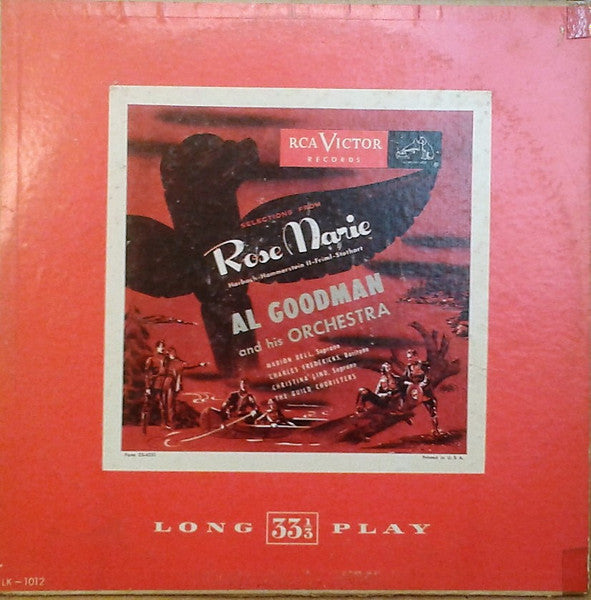 RCA VICTOR
RECORDS
SELECTIONS FROM
Rose Marie
Harbach-Hammerstein II-Friml-Stothart
AL GOODMAN
and his ORCHESTRA
MARION BELL, Soprano
CHARLES FREDERICKS, Baritone
CHRISTINA LIND, Soprano
THE GUILD CHORISTERS
Printed in U.S.A.
LONG 33⅓ PLAY
LK-1012